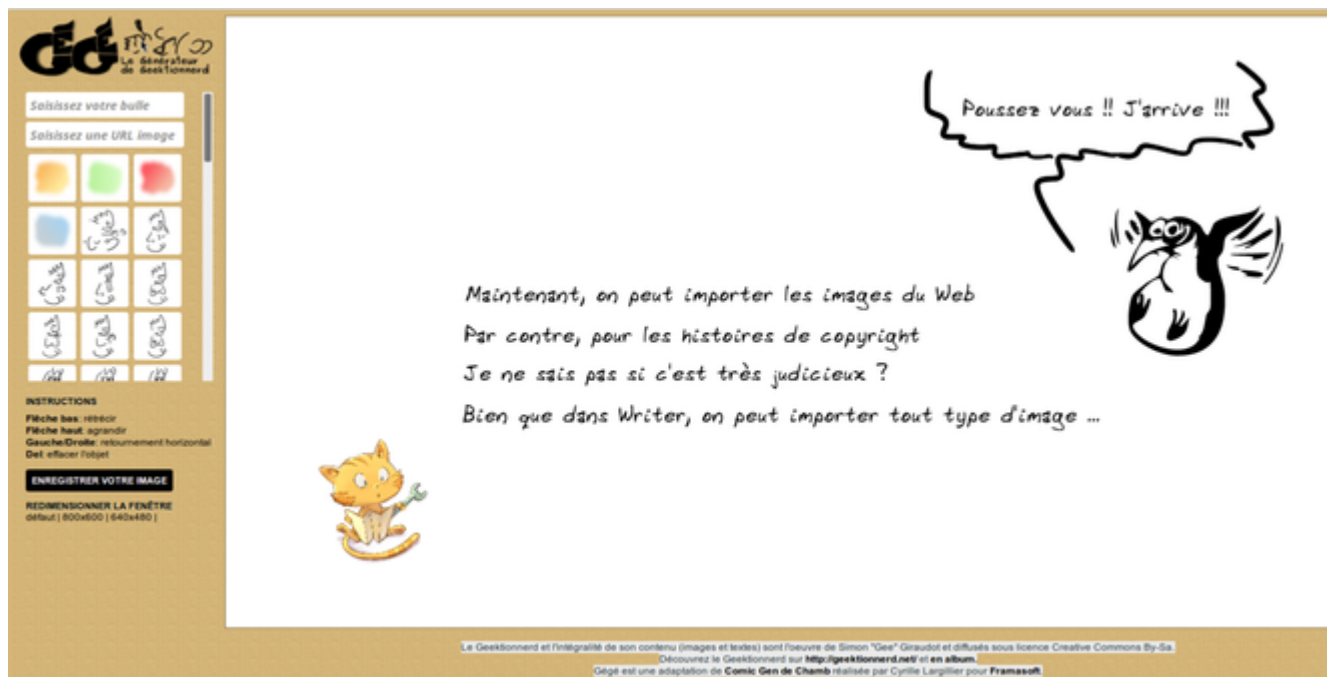 GéGé
Le Générateur
de Geektionnerd
Saisissez votre bulle
Saisissez une URL image
INSTRUCTIONS
Flèche bas: rétrécir
Flèche haut: agrandir
Gauche/Droite: retournement horizontal
Del: effacer l'objet
ENREGISTRER VOTRE IMAGE
REDIMENSIONNER LA FENÊTRE
défaut | 800x600 | 640x480 |
Poussez vous !! J'arrive !!!
Maintenant, on peut importer les images du Web
Par contre, pour les histoires de copyright
Je ne sais pas si c'est très judicieux ?
Bien que dans Writer, on peut importer tout type d'image ...
Le Geektionnerd et l'intégralité de son contenu (images et textes) sont l'oeuvre de Simon "Gee" Giraudot et diffusés sous licence Creative Commons By-Sa.
Découvrez le Geektionnerd sur http://geektionnerd.net/ et en album.
Gégé est une adaptation de Comic Gen de Chamb réalisée par Cyrille Largillier pour Framasoft